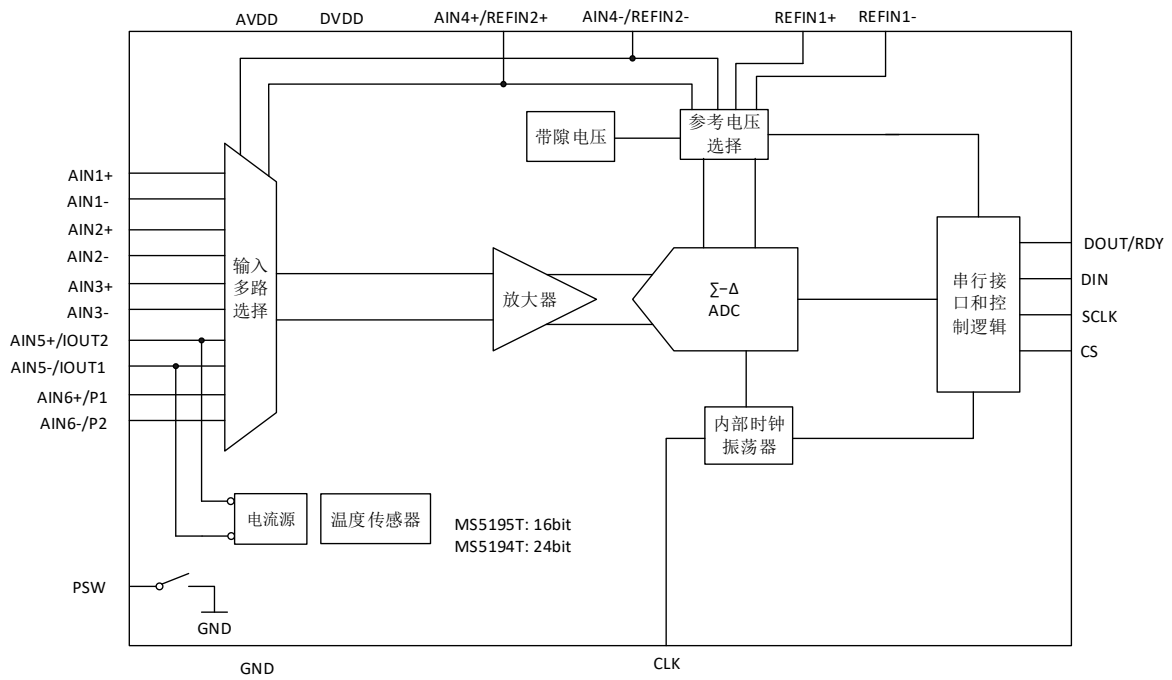 AVDD
DVDD
AIN4+/REFIN2+
AIN4-/REFIN2-
REFIN1+
REFIN1-
带隙电压
参考电压
选择
AIN1+
AIN1-
AIN2+
AIN2-
AIN3+
AIN3-
AIN5+/IOUT2
AIN5-/IOUT1
AIN6+/P1
AIN6-/P2
输入
多路
选择
放大器
∑−Δ
ADC
串行接
口和控
制逻辑
DOUT/RDY
DIN
SCLK
CS
内部时钟
振荡器
电流源
温度传感器
MS5195T: 16bit
MS5194T: 24bit
PSW
GND
GND
CLK